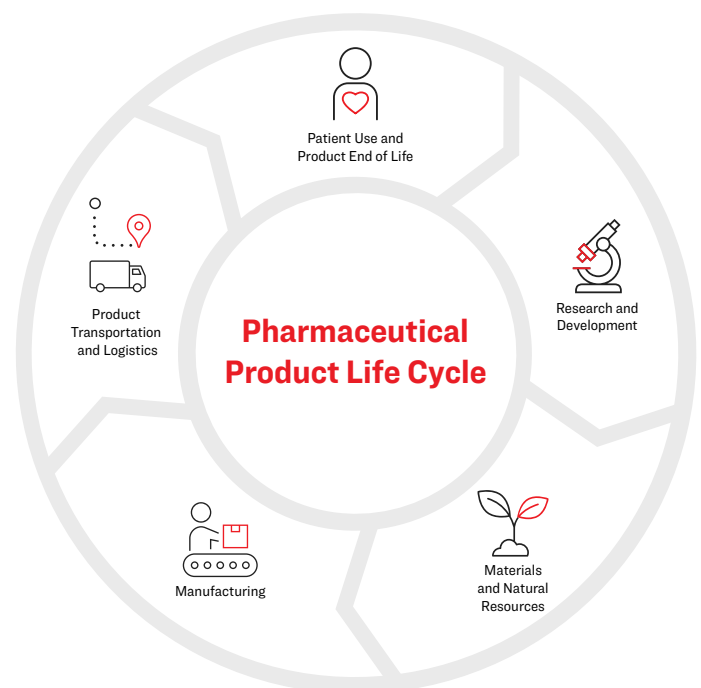 Patient Use and
Product End of Life
Research and
Development
Product
Transportation
and Logistics
Pharmaceutical
Product Life Cycle
Materials
and Natural
Resources
Manufacturing